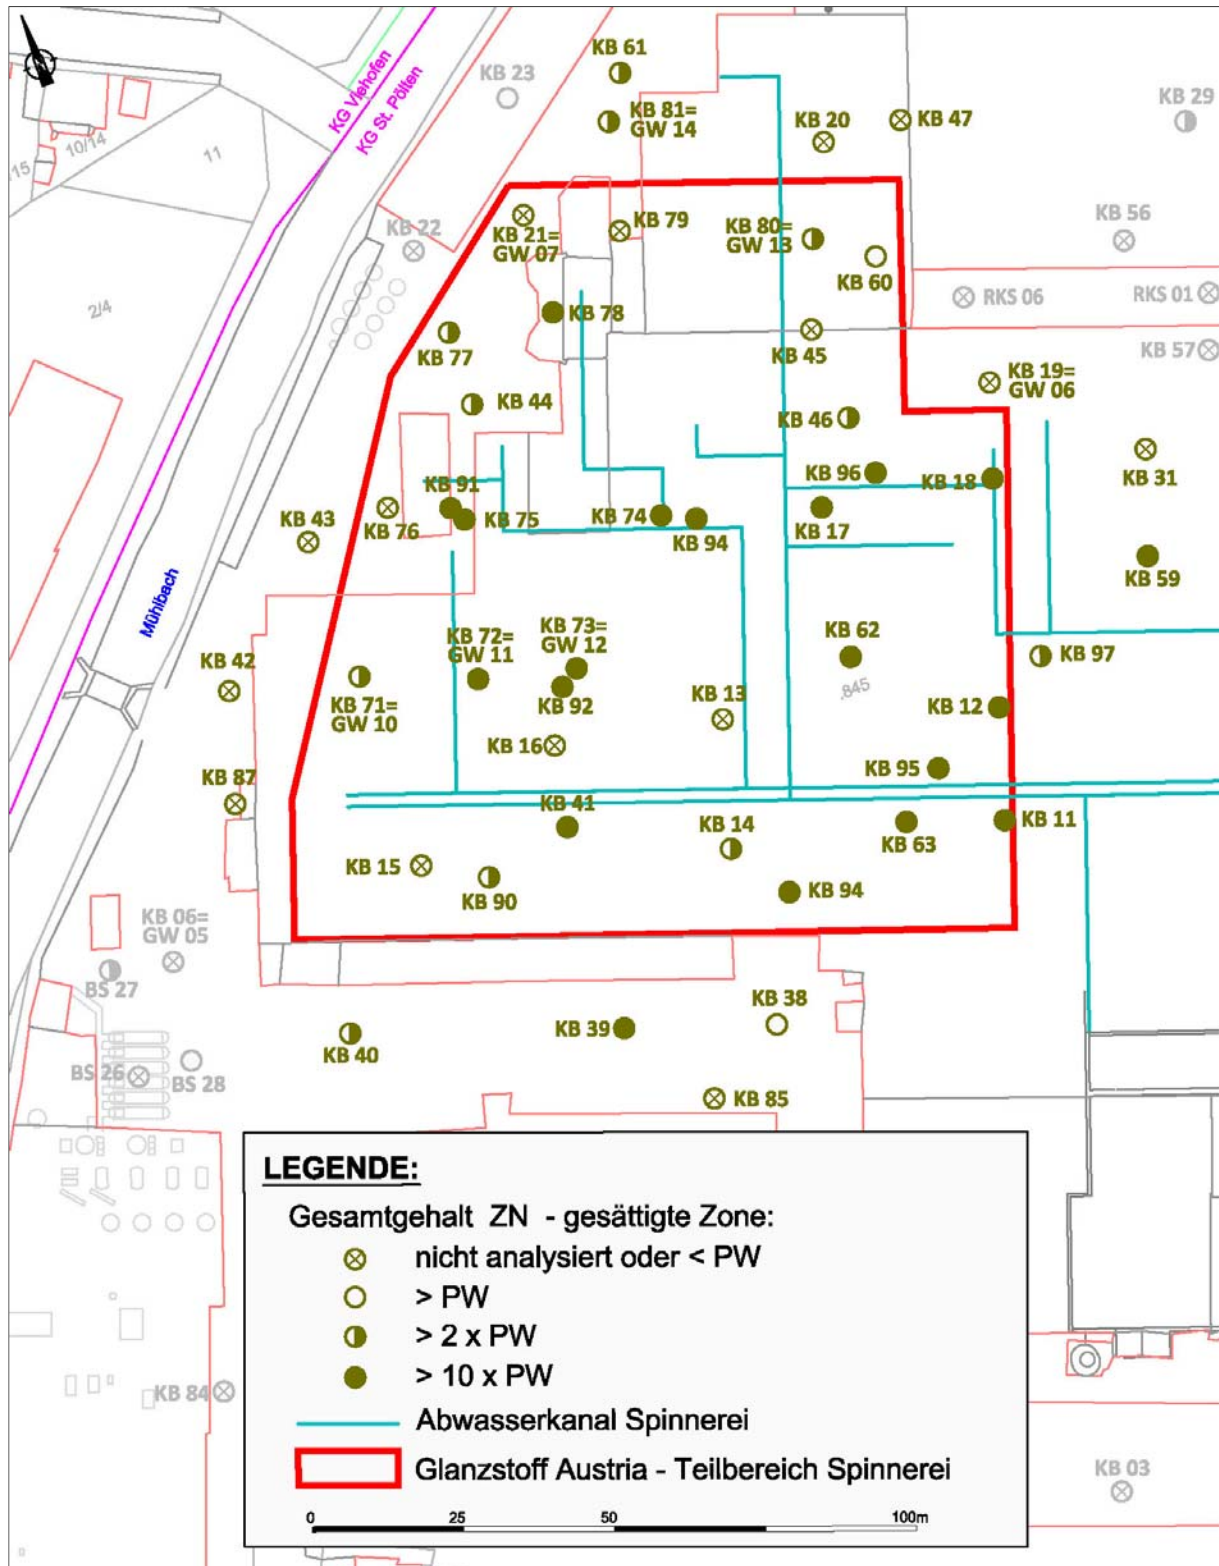 KB 61
KG Viehofen
KG St. Pölten
KB 23
KB 81=
GW 14
KB 20
KB 47
KB 29
10/14
11
15
KB 22
KB 21=
GW 07
KB 79
KB 80=
GW 13
KB 60
KB 56
RKS 06
RKS 01
2/4
KB 78
KB 77
KB 45
KB 57
KB 19=
GW 06
KB 44
KB 46
KB 96
KB 18
KB 31
KB 91
KB 43
KB 76
KB 75
KB 74
KB 94
KB 17
KB 59
Mühlbach
KB 72=
GW 11
KB 73=
GW 12
KB 62
KB 97
KB 42
.845
KB 71=
GW 10
KB 92
KB 13
KB 12
KB 16
KB 95
KB 87
KB 41
KB 14
KB 63
KB 11
KB 15
KB 90
KB 94
KB 06=
GW 05
BS 27
KB 38
KB 39
KB 40
BS 26
BS 28
KB 85
LEGENDE:
Gesamtgehalt ZN - gesättigte Zone:
nicht analysiert oder < PW
> PW
> 2 x PW
> 10 x PW
Abwasserkanal Spinnerei
Glanzstoff Austria - Teilbereich Spinnerei
0 25 50 100m
KB 84
KB 03